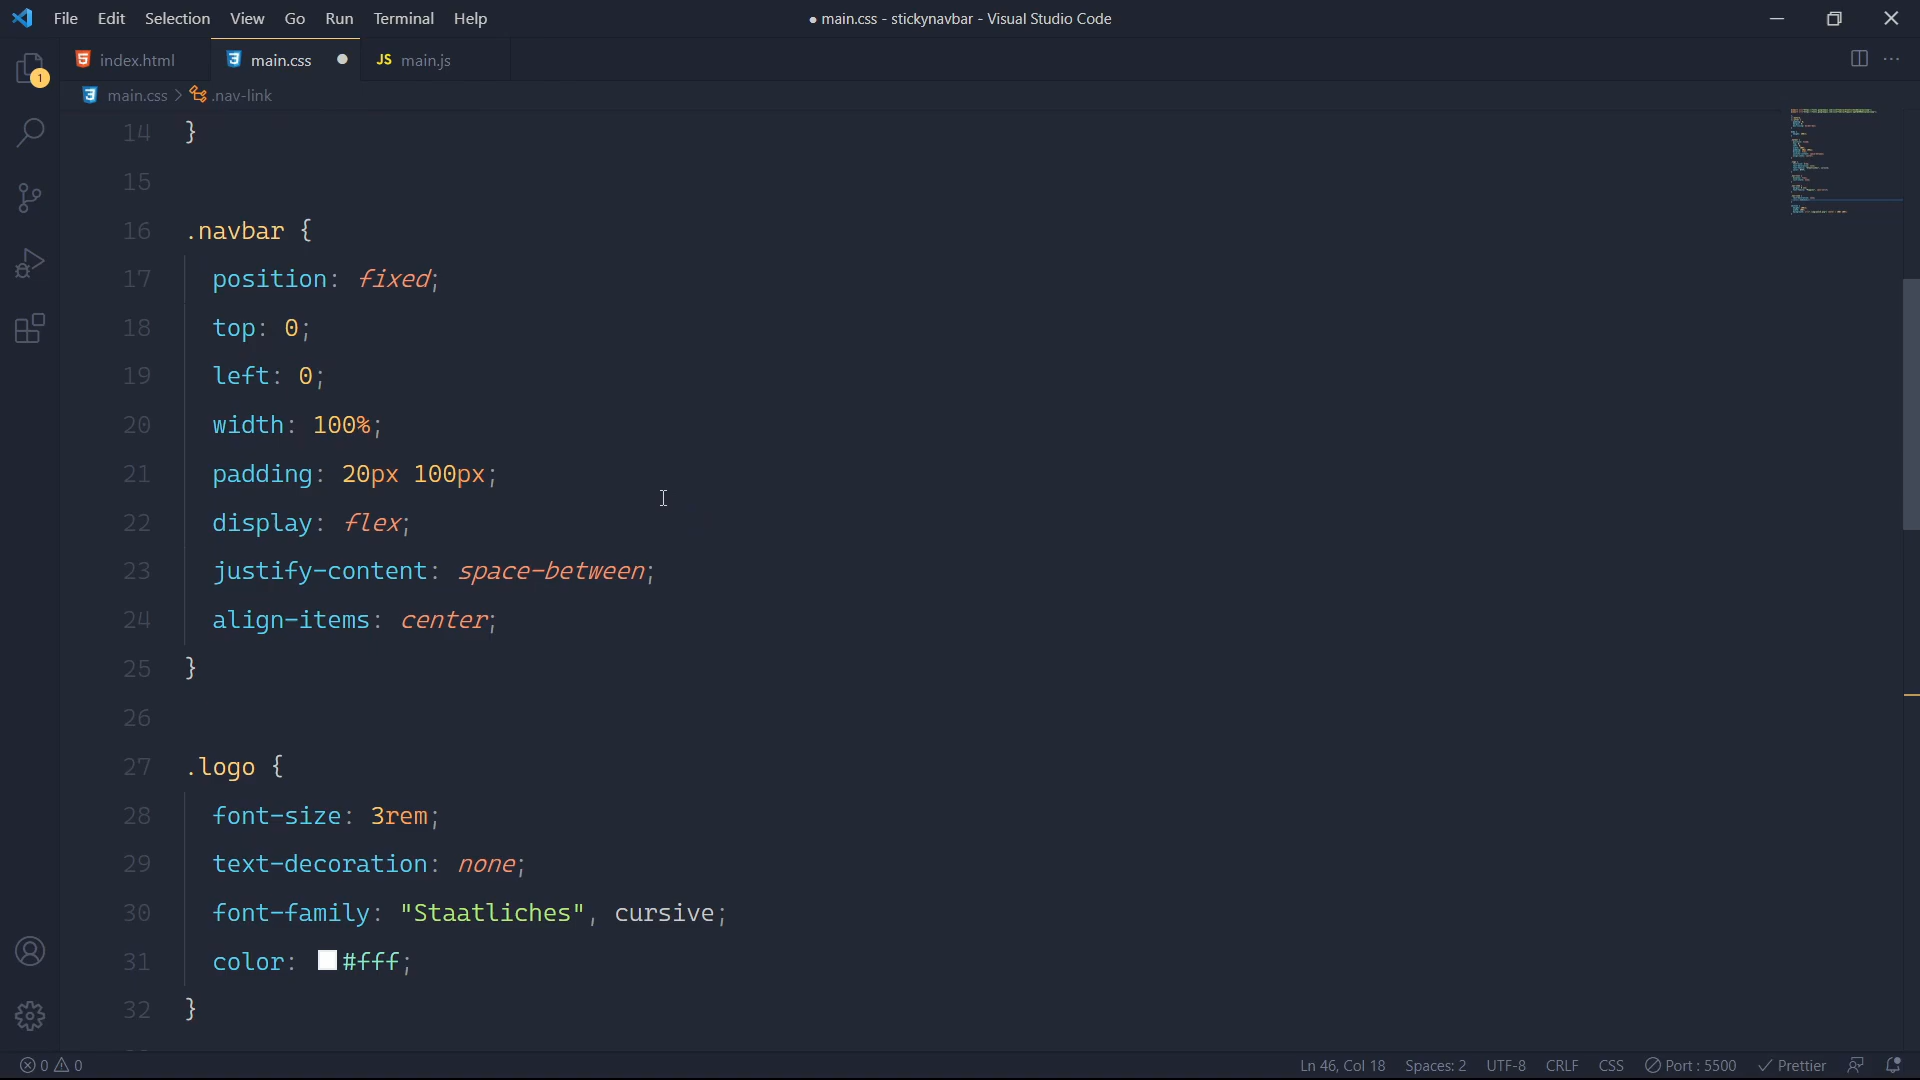 File Edit Selection View Go Run Terminal Help
● main.css - stickynavbar - Visual Studio Code
index.html
main.css
JS main.js
1
main.css > .nav-link
14 }
15
16 .navbar {
17 position: fixed;
18 top: 0;
19 left: 0;
20 width: 100%;
21 padding: 20px 100px;
22 display: flex;
23 justify-content: space-between;
24 align-items: center;
25 }
26
27 .logo {
28 font-size: 3rem;
29 text-decoration: none;
30 font-family: "Staatliches", cursive;
31 color: #fff;
32 }
0 0
Ln 46, Col 18 Spaces: 2 UTF-8 CRLF CSS Port : 5500 Prettier